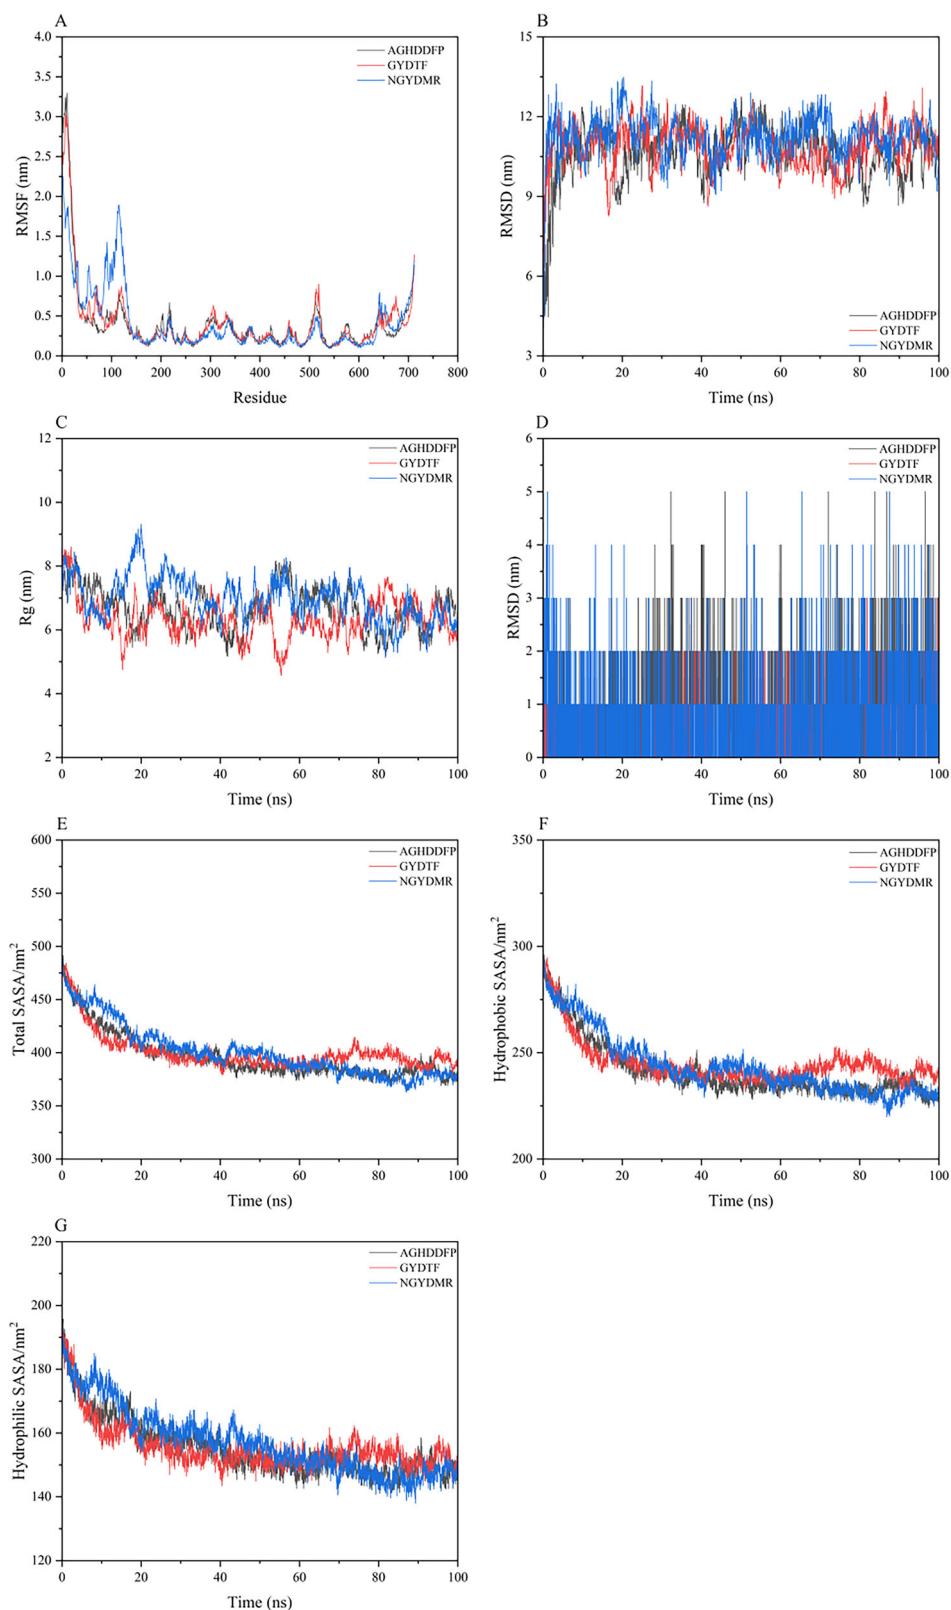 A
4.0
3.5
3.0
2.5
2.0
1.5
1.0
0.5
0.0
RMSF (nm)
AGHDDFP
GYDTF
NGYDMR
0 100 200 300 400 500 600 700 800
Residue
B
15
12
9
6
3
RMSD (nm)
AGHDDFP
GYDTF
NGYDMR
0 20 40 60 80 100
Time (ns)
C
12
10
8
6
4
2
Rg (nm)
AGHDDFP
GYDTF
NGYDMR
0 20 40 60 80 100
Time (ns)
D
6
5
4
3
2
1
0
RMSD (nm)
AGHDDFP
GYDTF
NGYDMR
0 20 40 60 80 100
Time (ns)
E
600
550
500
450
400
350
300
Total SASA/nm²
AGHDDFP
GYDTF
NGYDMR
0 20 40 60 80 100
Time (ns)
F
350
300
250
200
Hydrophobic SASA/nm²
AGHDDFP
GYDTF
NGYDMR
0 20 40 60 80 100
Time (ns)
G
220
200
180
160
140
120
Hydrophilic SASA/nm²
AGHDDFP
GYDTF
NGYDMR
0 20 40 60 80 100
Time (ns)